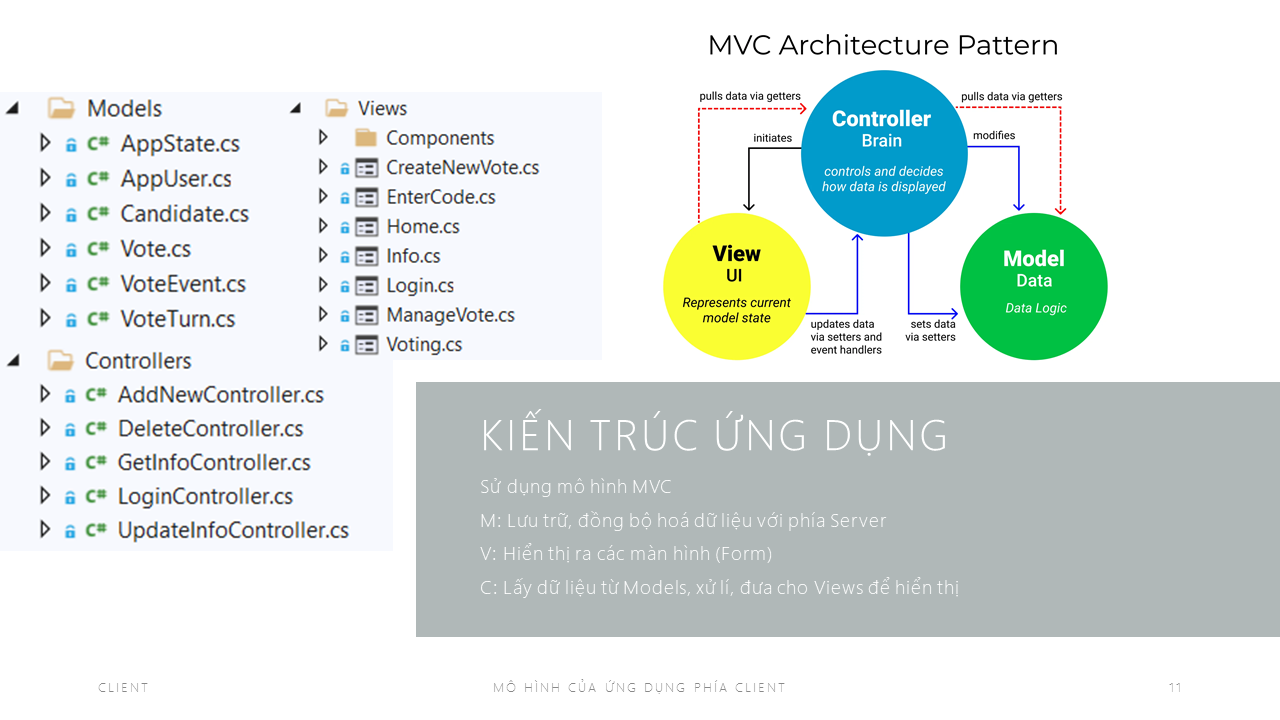 Models
AppState.cs
AppUser.cs
Candidate.cs
Vote.cs
VoteEvent.cs
VoteTurn.cs
Controllers
AddNewController.cs
DeleteController.cs
GetInfoController.cs
LoginController.cs
UpdateInfoController.cs
Views
Components
CreateNewVote.cs
EnterCode.cs
Home.cs
Info.cs
Login.cs
ManageVote.cs
Voting.cs
MVC Architecture Pattern
pulls data via getters
pulls data via getters
Controller
Brain
controls and decides
how data is displayed
initiates
modifies
View
UI
Represents current
model state
Model
Data
Data Logic
updates data
via setters and
event handlers
sets data
via setters
KIẾN TRÚC ỨNG DỤNG
Sử dụng mô hình MVC
M: Lưu trữ, đồng bộ hoá dữ liệu với phía Server
V: Hiển thị ra các màn hình (Form)
C: Lấy dữ liệu từ Models, xử lí, đưa cho Views để hiển thị
CLIENT
MÔ HÌNH CỦA ỨNG DỤNG PHÍA CLIENT
11